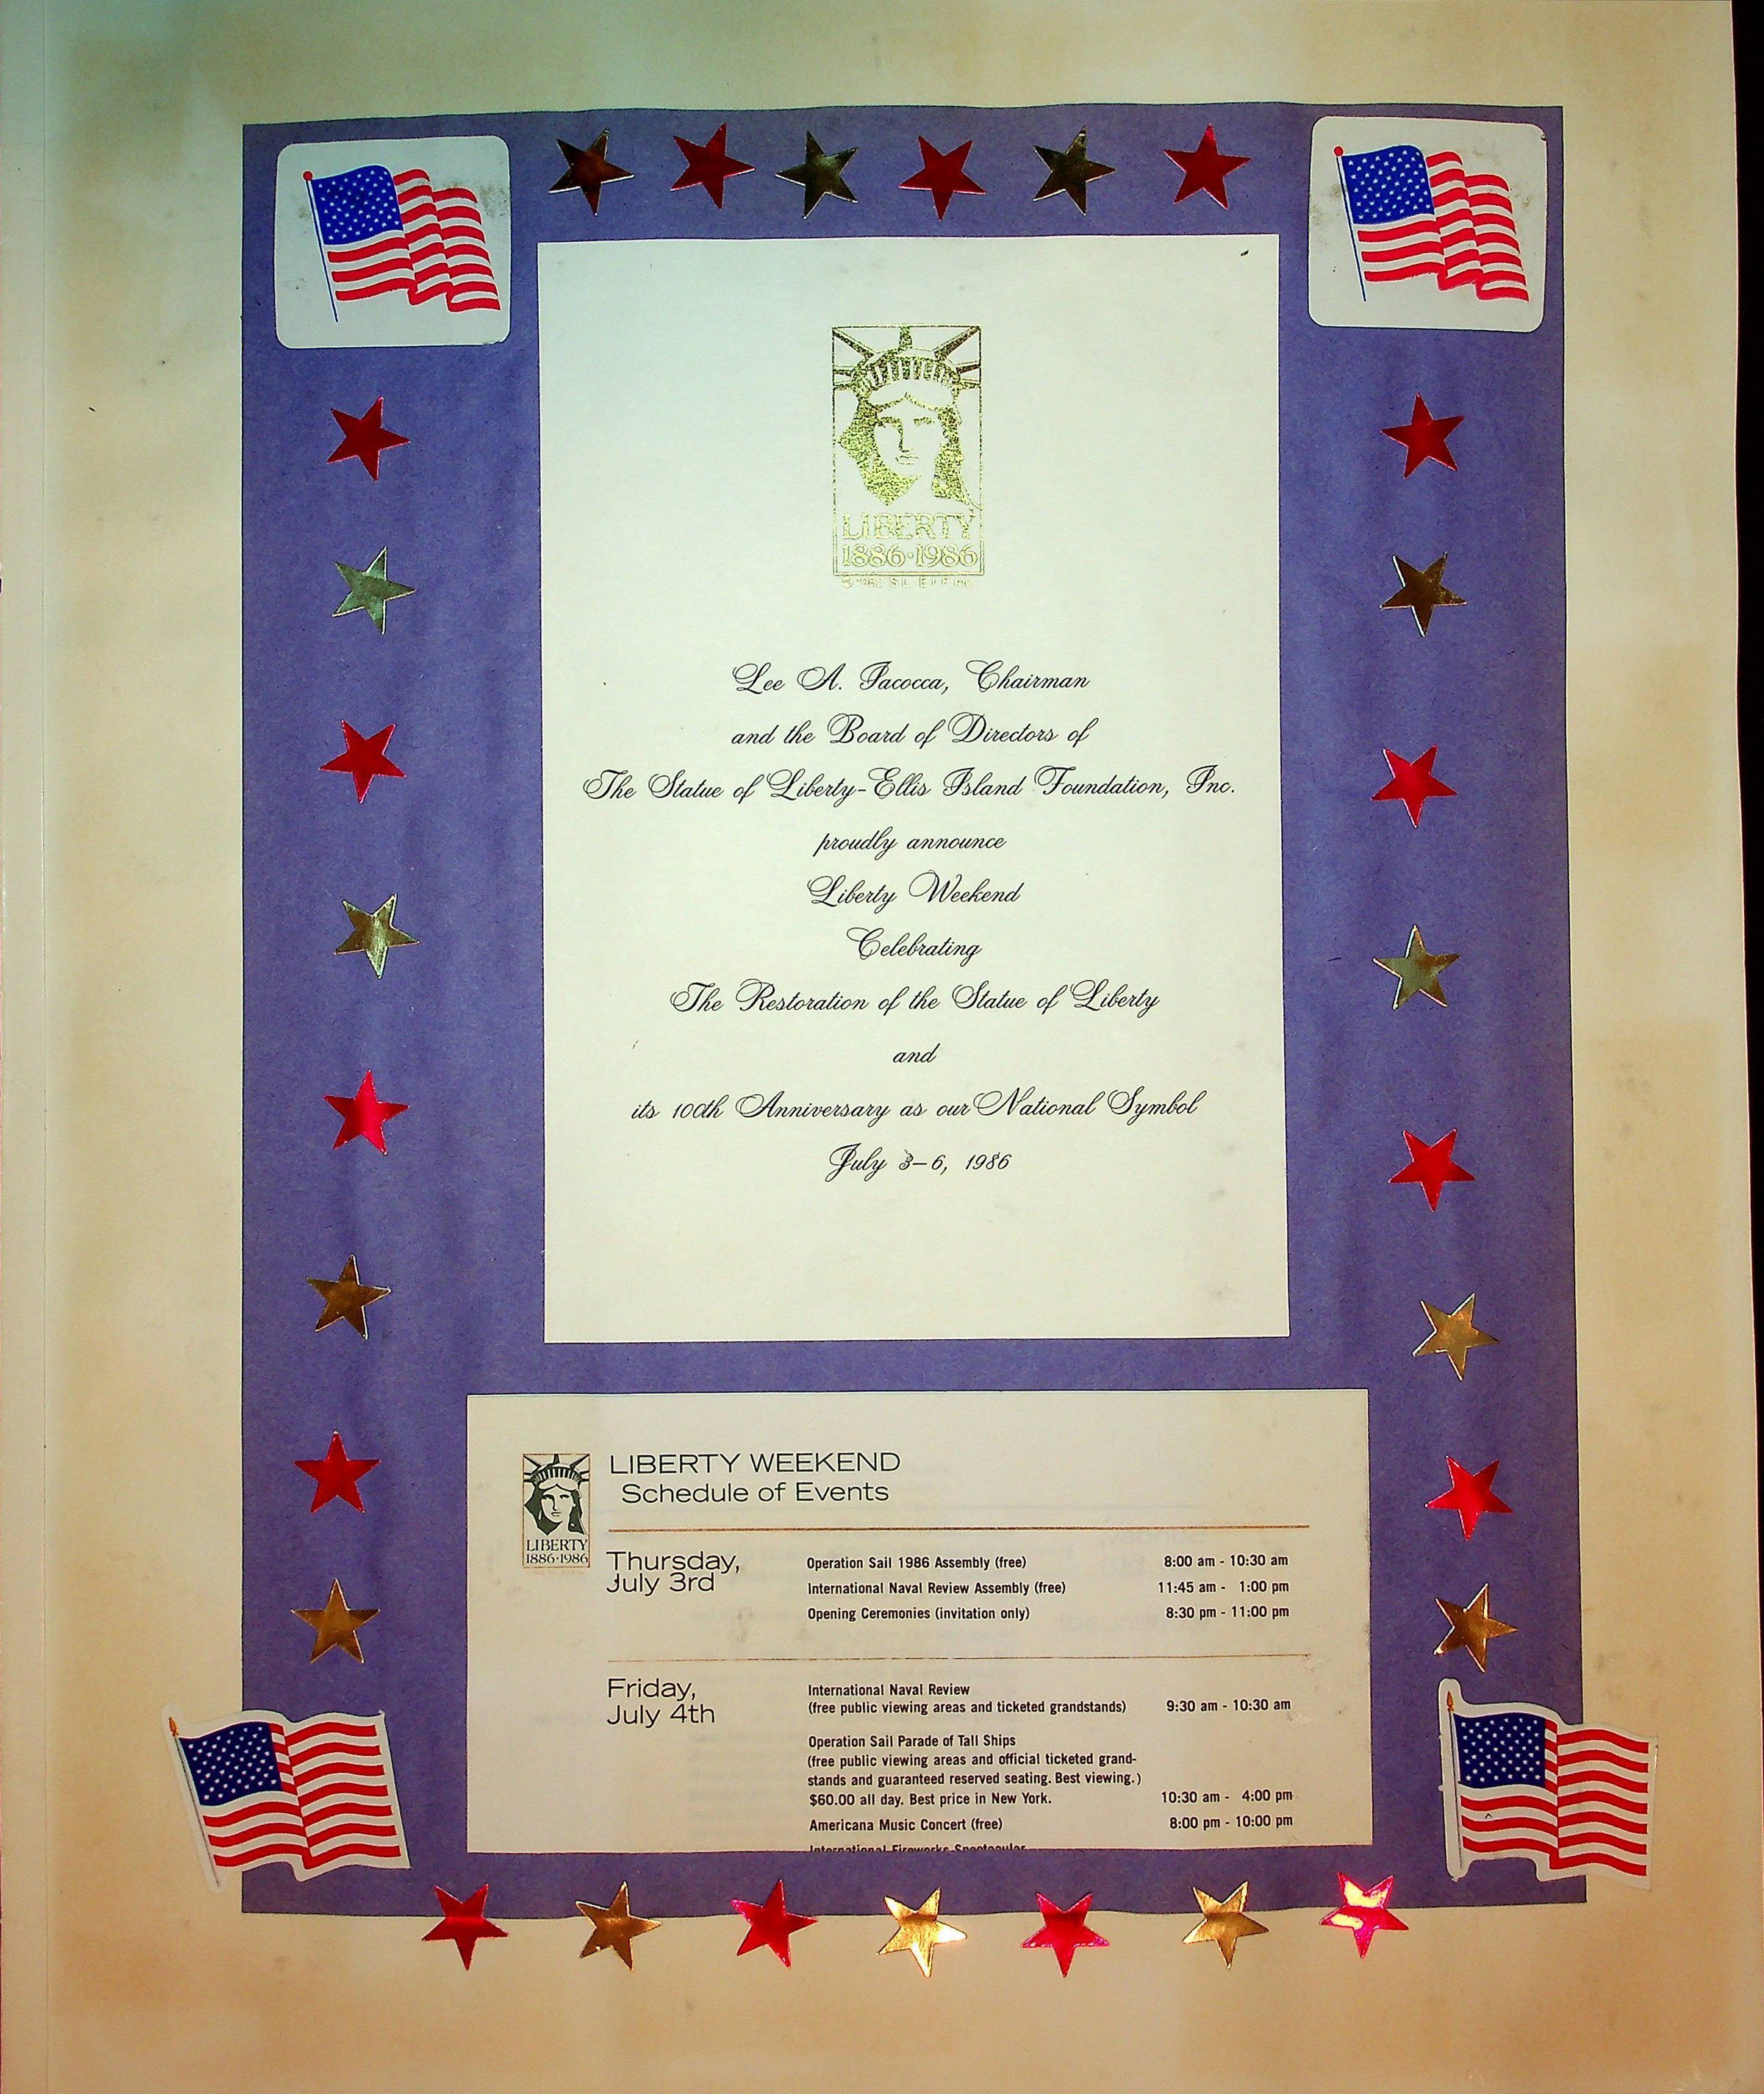 LIBERTY
1886·1986
Lee A. Iacocca, Chairman
and the Board of Directors of
The Statue of Liberty-Ellis Island Foundation, Inc.
proudly announce
Liberty Weekend
Celebrating
The Restoration of the Statue of Liberty
and
its 100th Anniversary as our National Symbol
July 3-6, 1986
LIBERTY
1886·1986
LIBERTY WEEKEND
Schedule of Events
Thursday,
July 3rd
Operation Sail 1986 Assembly (free) 8:00 am - 10:30 am
International Naval Review Assembly (free) 11:45 am - 1:00 pm
Opening Ceremonies (invitation only) 8:30 pm - 11:00 pm
Friday,
July 4th
International Naval Review
(free public viewing areas and ticketed grandstands) 9:30 am - 10:30 am
Operation Sail Parade of Tall Ships
(free public viewing areas and official ticketed grand-
stands and guaranteed reserved seating. Best viewing.)
$60.00 all day. Best price in New York. 10:30 am - 4:00 pm
Americana Music Concert (free) 8:00 pm - 10:00 pm
International Fireworks Spectacular